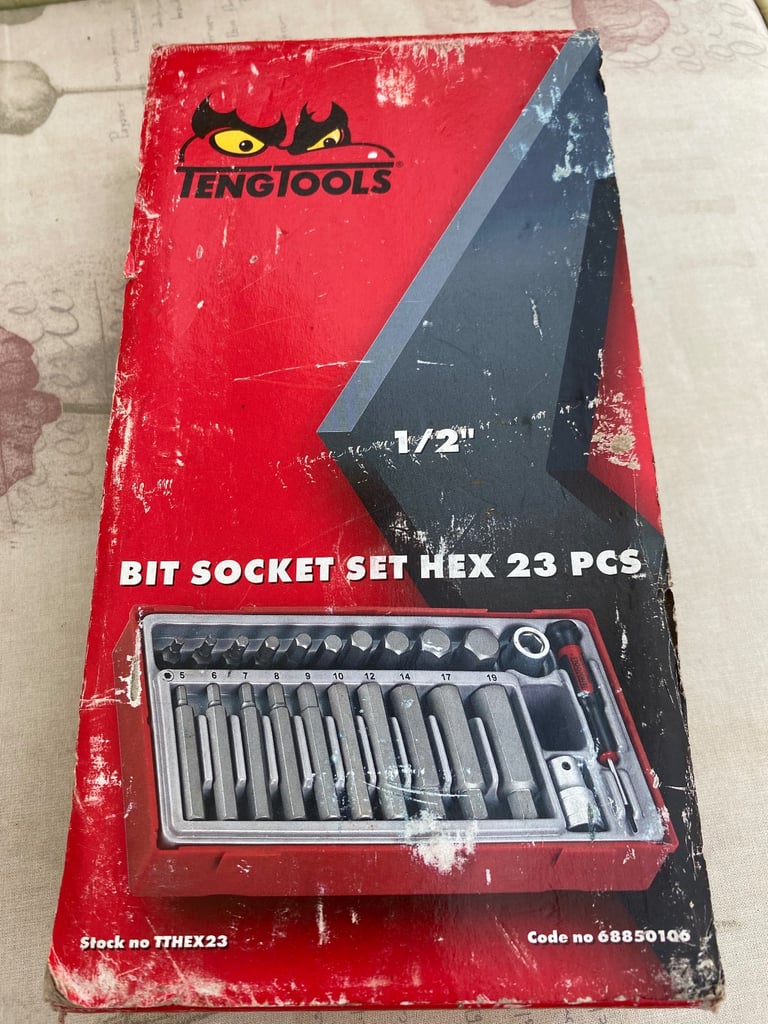 TENGTOOLS®
1/2"
BIT SOCKET SET HEX 23 PCS
5 6 7 8 9 10 12 14 17 19
Stock no TTHEX23
Code no 68850106